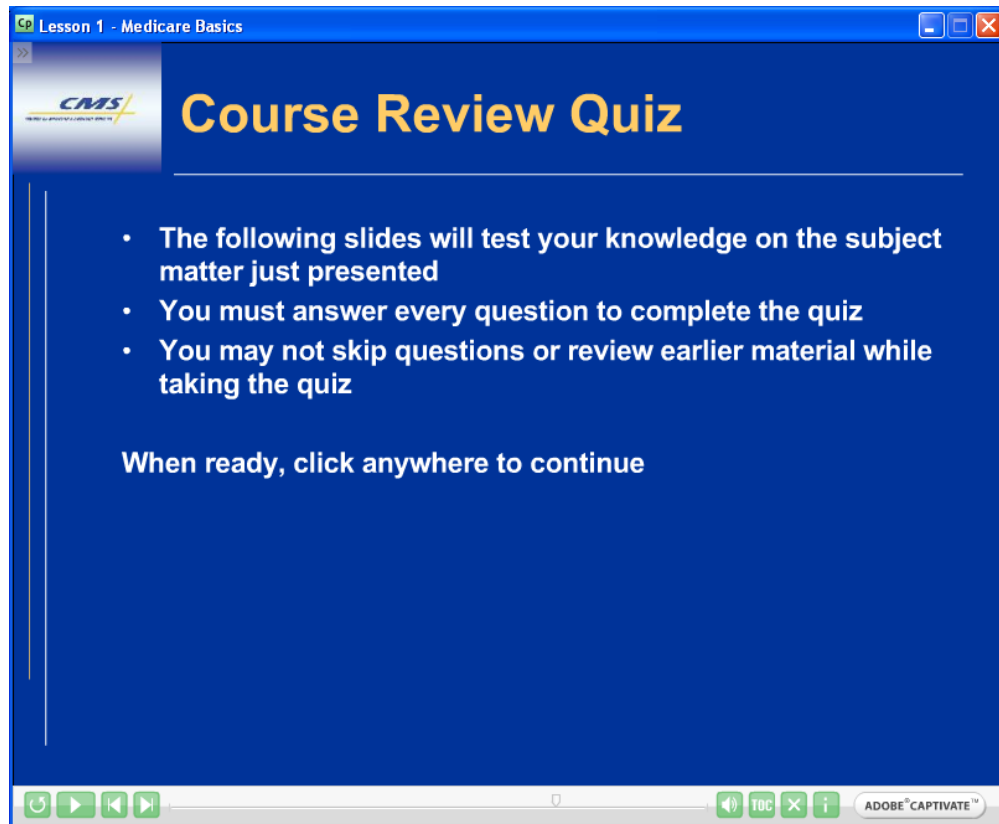 Cp Lesson 1 - Medicare Basics
CMS
Course Review Quiz
• The following slides will test your knowledge on the subject
matter just presented
• You must answer every question to complete the quiz
• You may not skip questions or review earlier material while
taking the quiz
When ready, click anywhere to continue
TOC
i
ADOBE® CAPTIVATE™